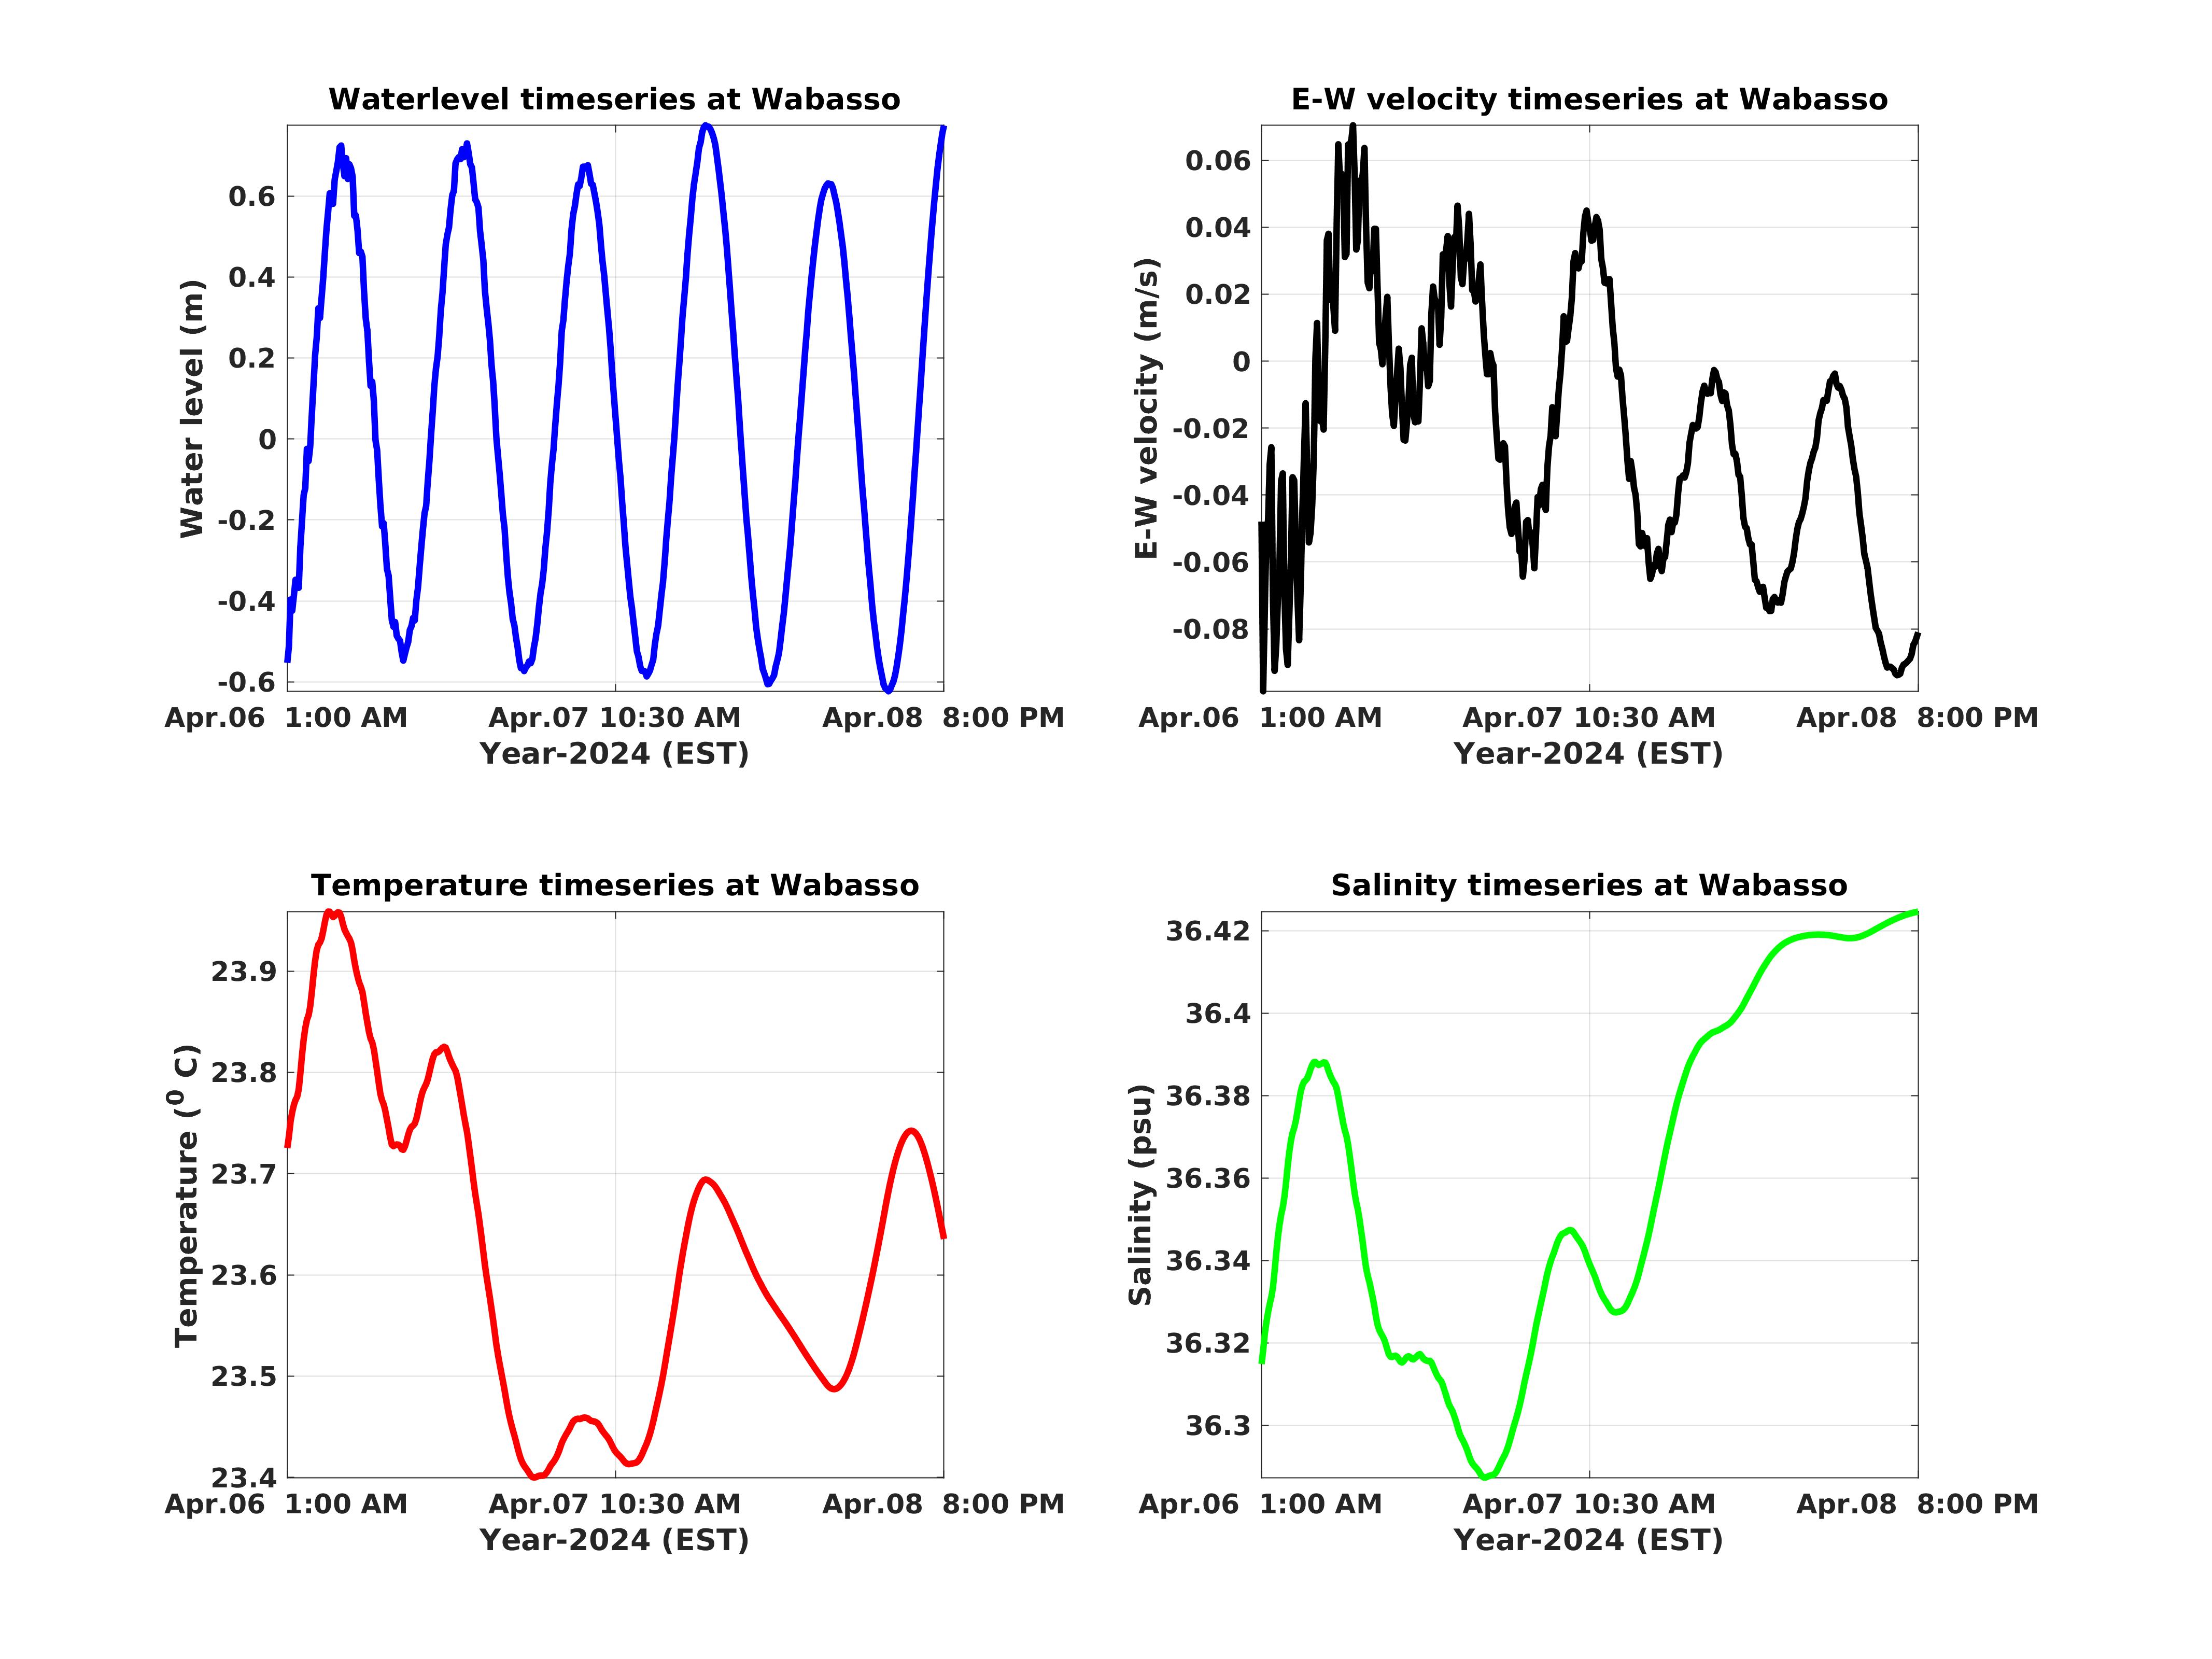 Waterlevel timeseries at Wabasso
Water level (m)
0.6
0.4
0.2
0
-0.2
-0.4
-0.6
Apr.06 1:00 AM
Apr.07 10:30 AM
Apr.08 8:00 PM
Year-2024 (EST)
E-W velocity timeseries at Wabasso
E-W velocity (m/s)
0.06
0.04
0.02
0
-0.02
-0.04
-0.06
-0.08
Apr.06 1:00 AM
Apr.07 10:30 AM
Apr.08 8:00 PM
Year-2024 (EST)
Temperature timeseries at Wabasso
Temperature (⁰ C)
23.9
23.8
23.7
23.6
23.5
23.4
Apr.06 1:00 AM
Apr.07 10:30 AM
Apr.08 8:00 PM
Year-2024 (EST)
Salinity timeseries at Wabasso
Salinity (psu)
36.42
36.4
36.38
36.36
36.34
36.32
36.3
Apr.06 1:00 AM
Apr.07 10:30 AM
Apr.08 8:00 PM
Year-2024 (EST)